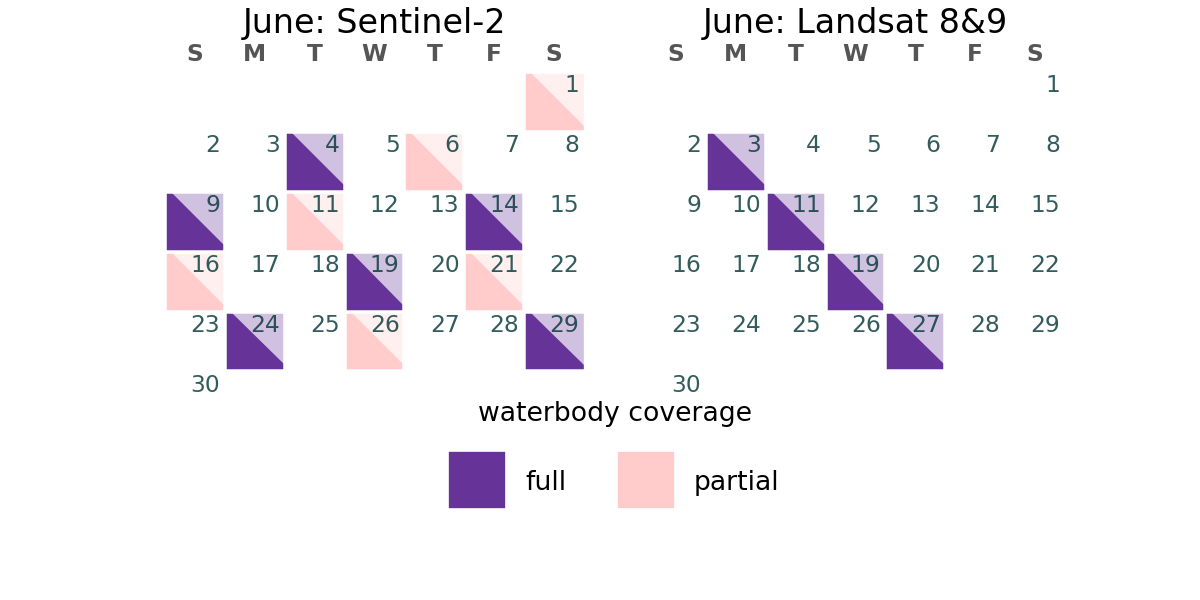 June: Sentinel-2
S M T W T F S
1
2 3 4 5 6 7 8
9 10 11 12 13 14 15
16 17 18 19 20 21 22
23 24 25 26 27 28 29
30
June: Landsat 8&9
S M T W T F S
1
2 3 4 5 6 7 8
9 10 11 12 13 14 15
16 17 18 19 20 21 22
23 24 25 26 27 28 29
30
waterbody coverage
full partial